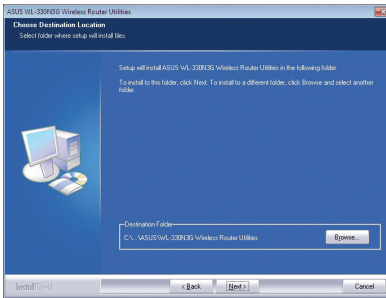 ASUS WL-330N3G Wireless Router Utilities
Choose Destination Location
Select folder where setup will install files.
Setup will install ASUS WL-330N3G Wireless Router Utilities in the following folder.
To install to this folder, click Next. To install to a different folder, click Browse and select another
folder.
Destination Folder
C:\...\ASUS\WL-330N3G Wireless Router Utilities
Browse...
InstallShield
< Back
Next >
Cancel